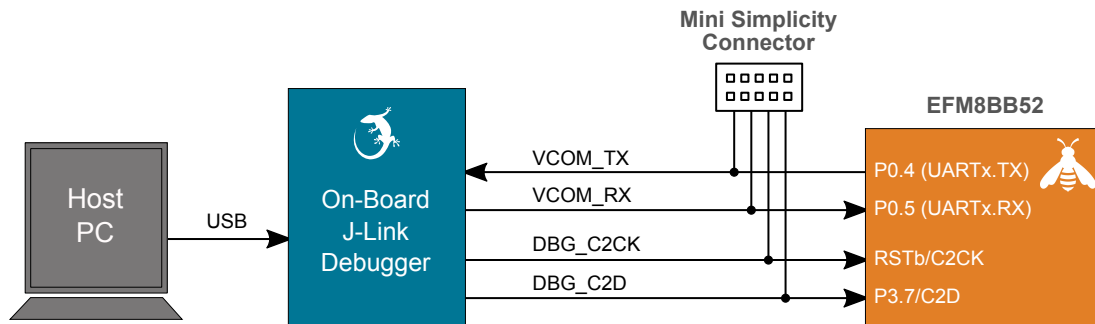 Mini Simplicity
Connector
EFM8BB52
Host
PC
USB
On-Board
J-Link
Debugger
VCOM_TX
VCOM_RX
DBG_C2CK
DBG_C2D
P0.4 (UARTx.TX)
P0.5 (UARTx.RX)
RSTb/C2CK
P3.7/C2D